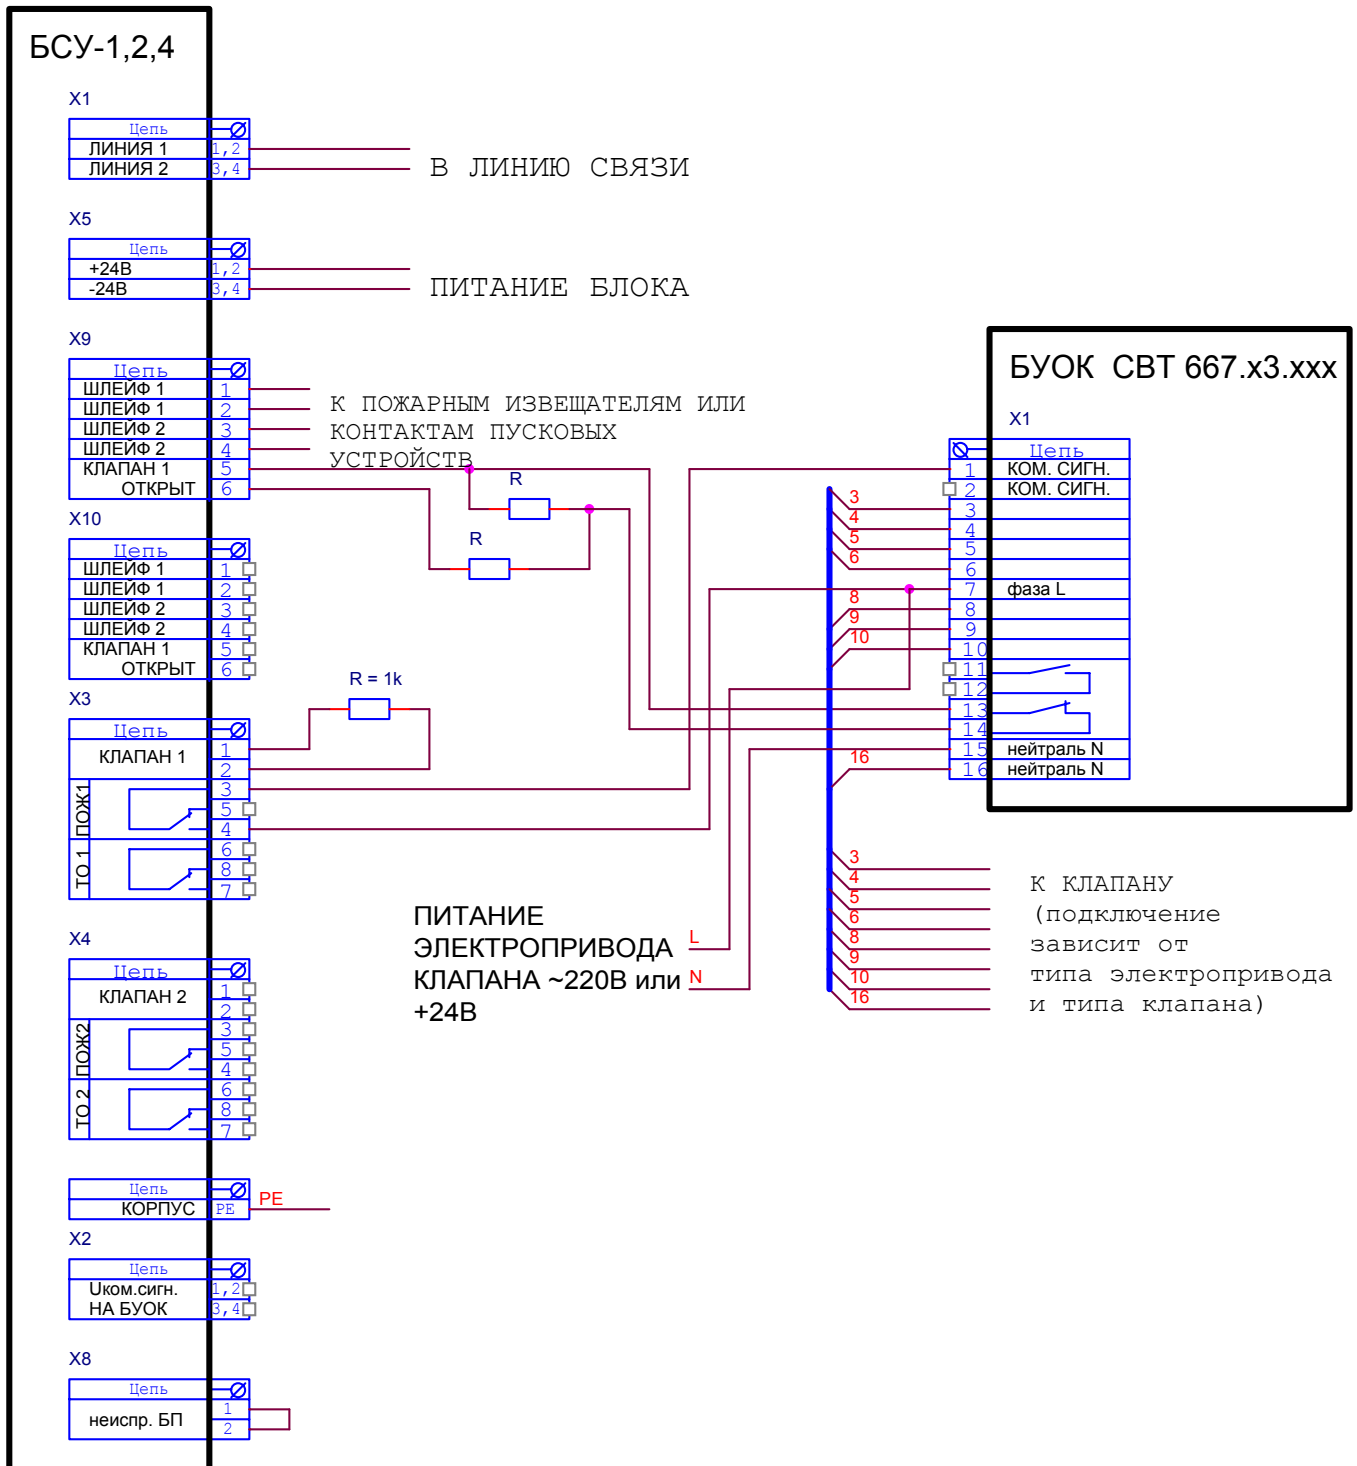 БСУ-1,2,4
X1
Цепь
ЛИНИЯ 1 1,2
ЛИНИЯ 2 3,4
В ЛИНИЮ СВЯЗИ
X5
Цепь
+24В 1,2
-24В 3,4
ПИТАНИЕ БЛОКА
X9
Цепь
ШЛЕЙФ 1 1
ШЛЕЙФ 1 2
ШЛЕЙФ 2 3
ШЛЕЙФ 2 4
КЛАПАН 1 5
ОТКРЫТ 6
К ПОЖАРНЫМ ИЗВЕЩАТЕЛЯМ ИЛИ
КОНТАКТАМ ПУСКОВЫХ
УСТРОЙСТВ
R
R
X10
Цепь
ШЛЕЙФ 1 1
ШЛЕЙФ 1 2
ШЛЕЙФ 2 3
ШЛЕЙФ 2 4
КЛАПАН 1 5
ОТКРЫТ 6
R = 1k
X3
Цепь
КЛАПАН 1
1
2
ПОЖ1
3
5
4
ТО 1
6
8
7
X4
Цепь
КЛАПАН 2
1
2
ПОЖ2
3
5
4
ТО 2
6
8
7
Цепь
КОРПУС PE
PE
X2
Цепь
Uком.сигн. 1,2
НА БУОК 3,4
X8
Цепь
неиспр. БП
1
2
ПИТАНИЕ
ЭЛЕКТРОПРИВОДА L
КЛАПАНА ~220В или N
+24В
БУОК СВТ 667.х3.ххх
X1
Цепь
1 КОМ. СИГН.
2 КОМ. СИГН.
3 3
4 4
5 5
6 6
7 фаза L
8 8
9 9
10 10
11
12
13
14
15 нейтраль N
16 16 нейтраль N
3
4
5
6
8
9
10
16
К КЛАПАНУ
(подключение
зависит от
типа электропривода
и типа клапана)